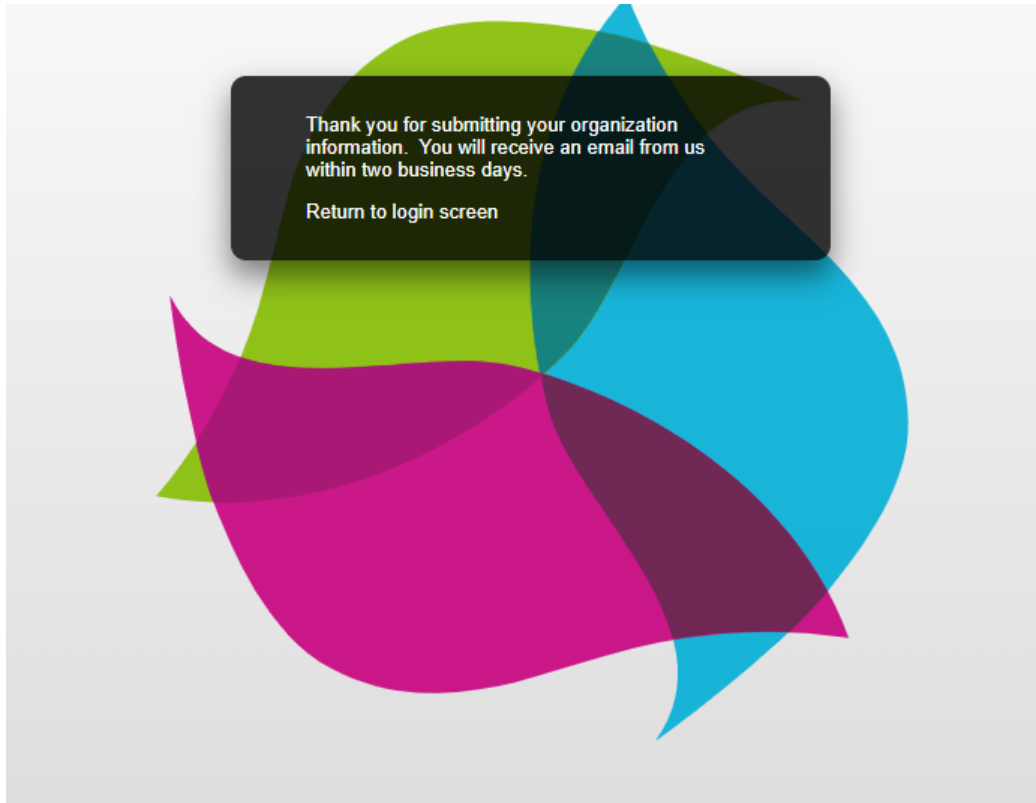 Thank you for submitting your organization
information.  You will receive an email from us
within two business days.
Return to login screen